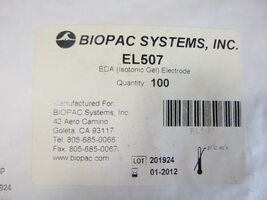 BIOPAC SYSTEMS, INC.
EL507
EDA (Isotonic Gel) Electrode
Quantity 100
Manufactured For:
BIOPAC Systems, Inc.
42 Aero Camino
Goleta, CA 93117
Tel. 805-685-0066
Fax. 805-685-0067
www.biopac.com
EL507
LOT 201924
01-2012